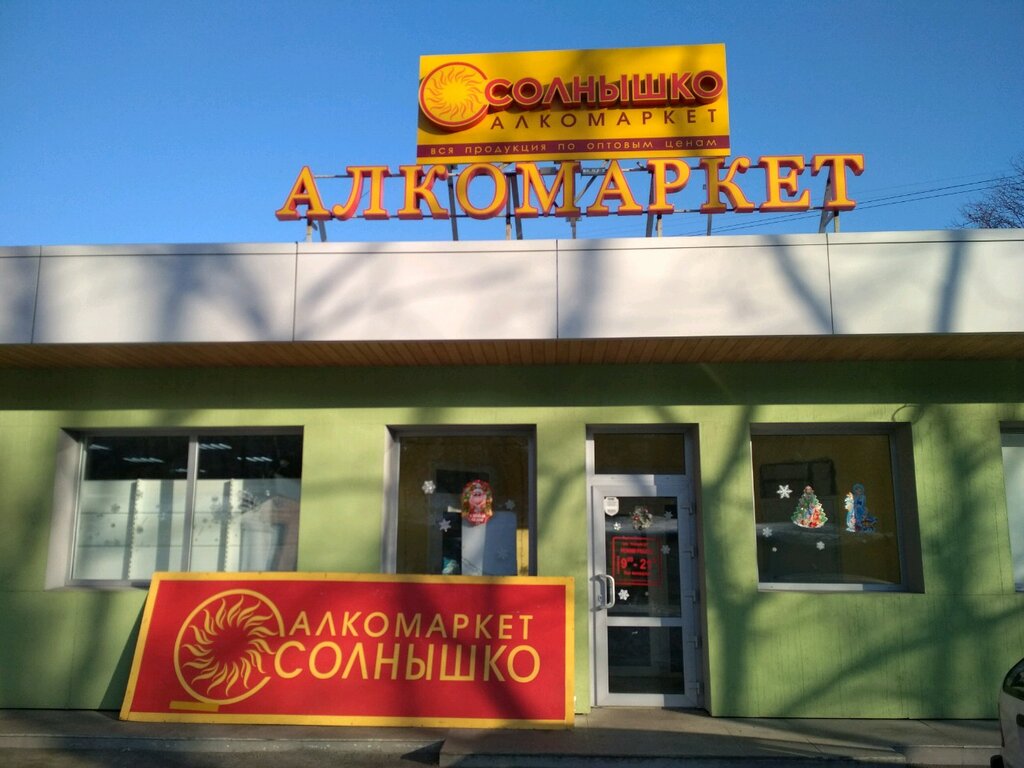 СОЛНЫШКО
АЛКОМАРКЕТ
вся продукция по оптовым ценам
АЛКОМАРКЕТ
АЛКОМАРКЕТ
СОЛНЫШКО